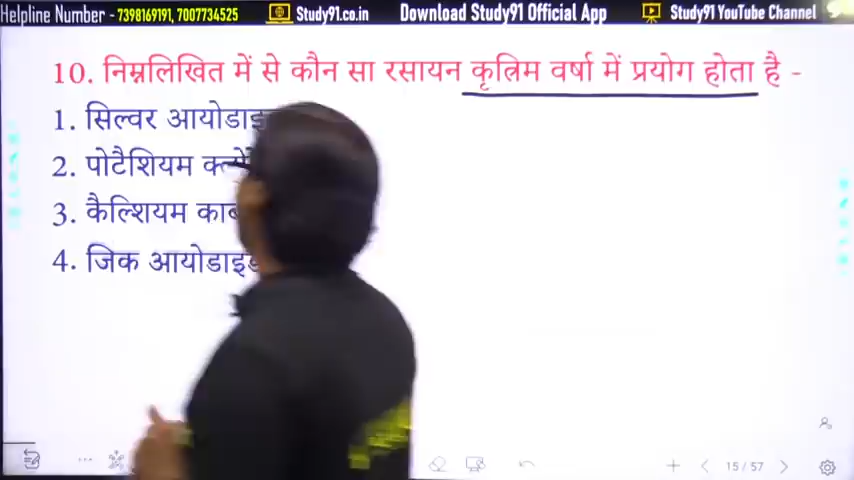 Helpline Number - 7398169191, 7007734525 Study91.co.in Download Study91 Official App Study91 YouTube Channel
10. निम्नलिखित में से कौन सा रसायन कृत्रिम वर्षा में प्रयोग होता है -
1. सिल्वर
2. पोटैशियम
3. कैल्शियम
4. जिंक आयोडाइड
15 / 57